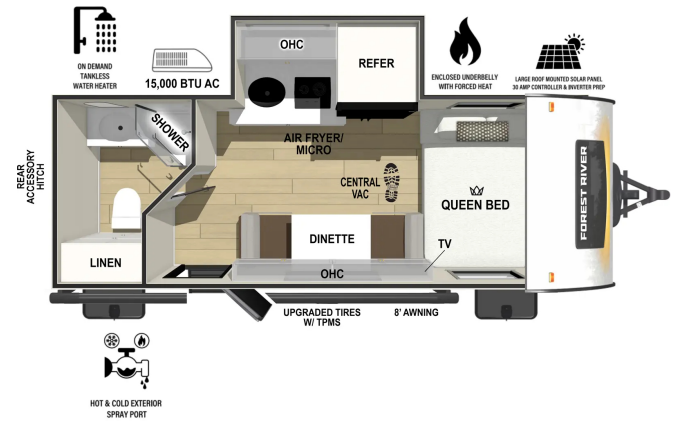 ON DEMAND
TANKLESS
WATER HEATER
15,000 BTU AC
OHC
REFER
ENCLOSED UNDERBELLY
WITH FORCED HEAT
LARGE ROOF MOUNTED SOLAR PANEL
30 AMP CONTROLLER & INVERTER PREP
REAR
ACCESSORY
HITCH
SHOWER
AIR FRYER/
MICRO
CENTRAL
VAC
QUEEN BED
FOREST RIVER
LINEN
DINETTE
TV
OHC
UPGRADED TIRES
W/ TPMS
8' AWNING
HOT & COLD EXTERIOR
SPRAY PORT